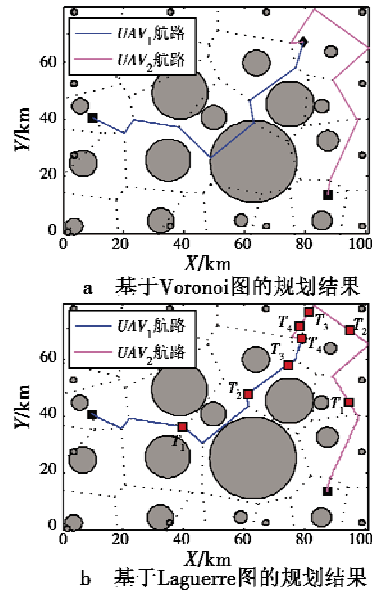 UAV₁航路
UAV₂航路
80
60
40
20
0
Y/km
0 20 40 60 80 100
X/km
a 基于Voronoi图的规划结果
UAV₁航路
UAV₂航路
80
60
40
20
0
Y/km
T₄ T₃ T₂
T₄
T₃
T₂ T₁
T₁
0 20 40 60 80 100
X/km
b 基于Laguerre图的规划结果